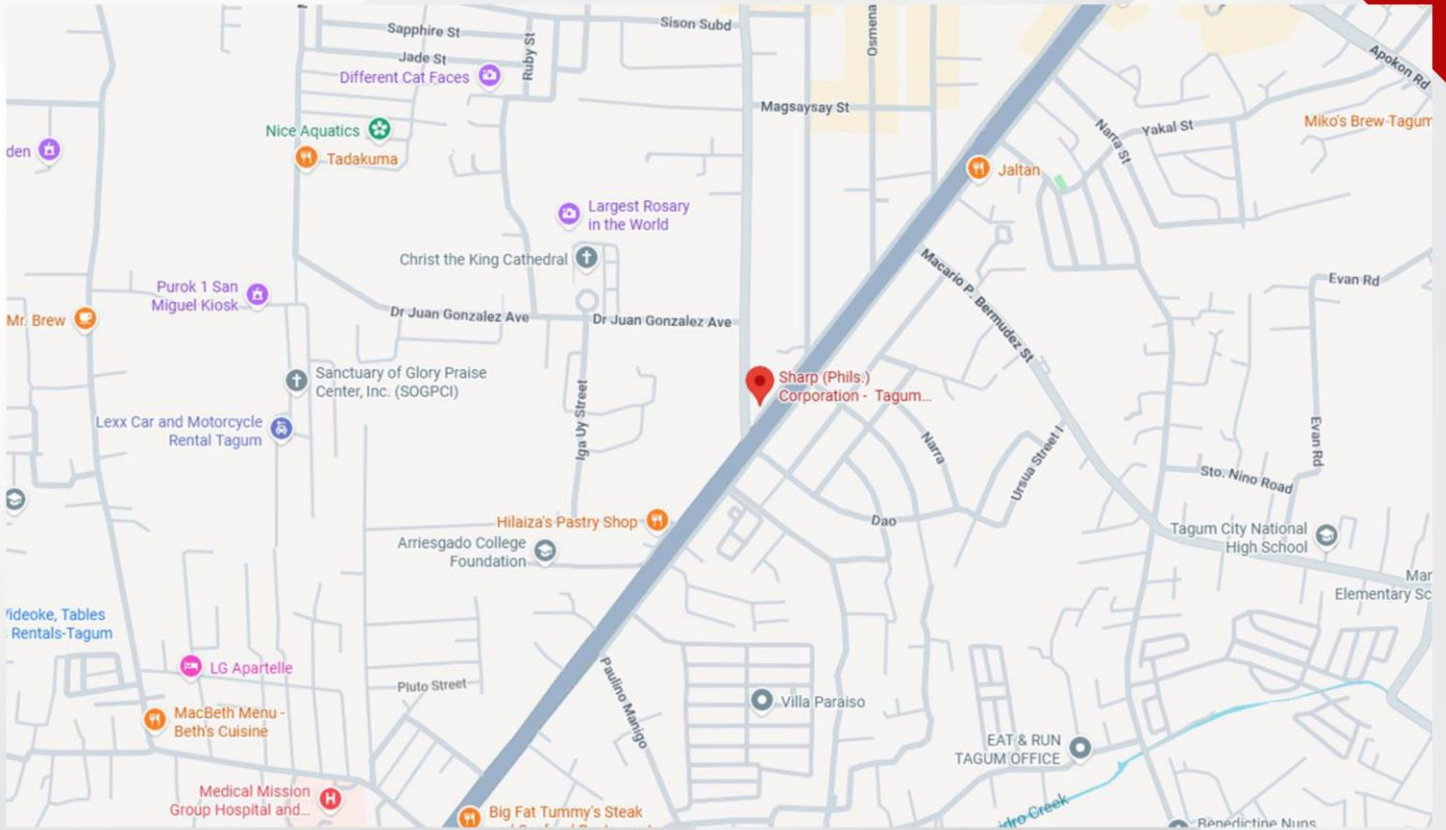 Sapphire St
Sison Subd
Osmena
Jade St
Ruby St
Different Cat Faces
Apokon Rd
Magsaysay St
Miko's Brew Tagum
Nice Aquatics
Tadakuma
Narra St
Yakal St
den
Jaltan
Largest Rosary
in the World
Christ the King Cathedral
Macario P. Bermudez St
Evan Rd
Purok 1 San
Miguel Kiosk
Mr. Brew
Dr Juan Gonzalez Ave
Dr Juan Gonzalez Ave
Sanctuary of Glory Praise
Center, Inc. (SOGPCI)
Sharp (Phils.)
Corporation - Tagum...
Iga Uy Street
Lexx Car and Motorcycle
Rental Tagum
Narra
Ursua Street I
Evan Rd
Sto. Nino Road
Hilaiza's Pastry Shop
Dao
Arriesgado College
Foundation
Tagum City National
High School
Mar
Elementary Sc
Videoke, Tables
Rentals-Tagum
LG Apartelle
Pluto Street
Paulino Manigo
Villa Paraiso
MacBeth Menu -
Beth's Cuisine
EAT & RUN
TAGUM OFFICE
Medical Mission
Group Hospital and...
Big Fat Tummy's Steak
idro Creek
Benedictine Nuns